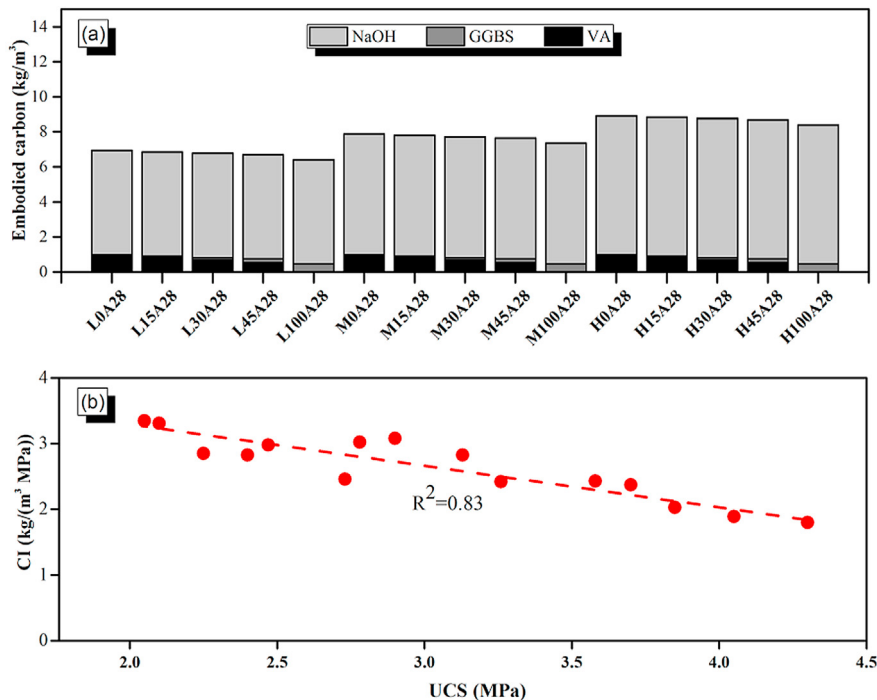 (a)
NaOH GGBS VA
Embodied carbon (kg/m³)
14
12
10
8
6
4
2
0
L0A28 L15A28 L30A28 L45A28 L100A28 M0A28 M15A28 M30A28 M45A28 M100A28 H0A28 H15A28 H30A28 H45A28 H100A28
(b)
CI (kg/(m³ MPa))
4
3
2
1
0
R²=0.83
2.0 2.5 3.0 3.5 4.0 4.5
UCS (MPa)